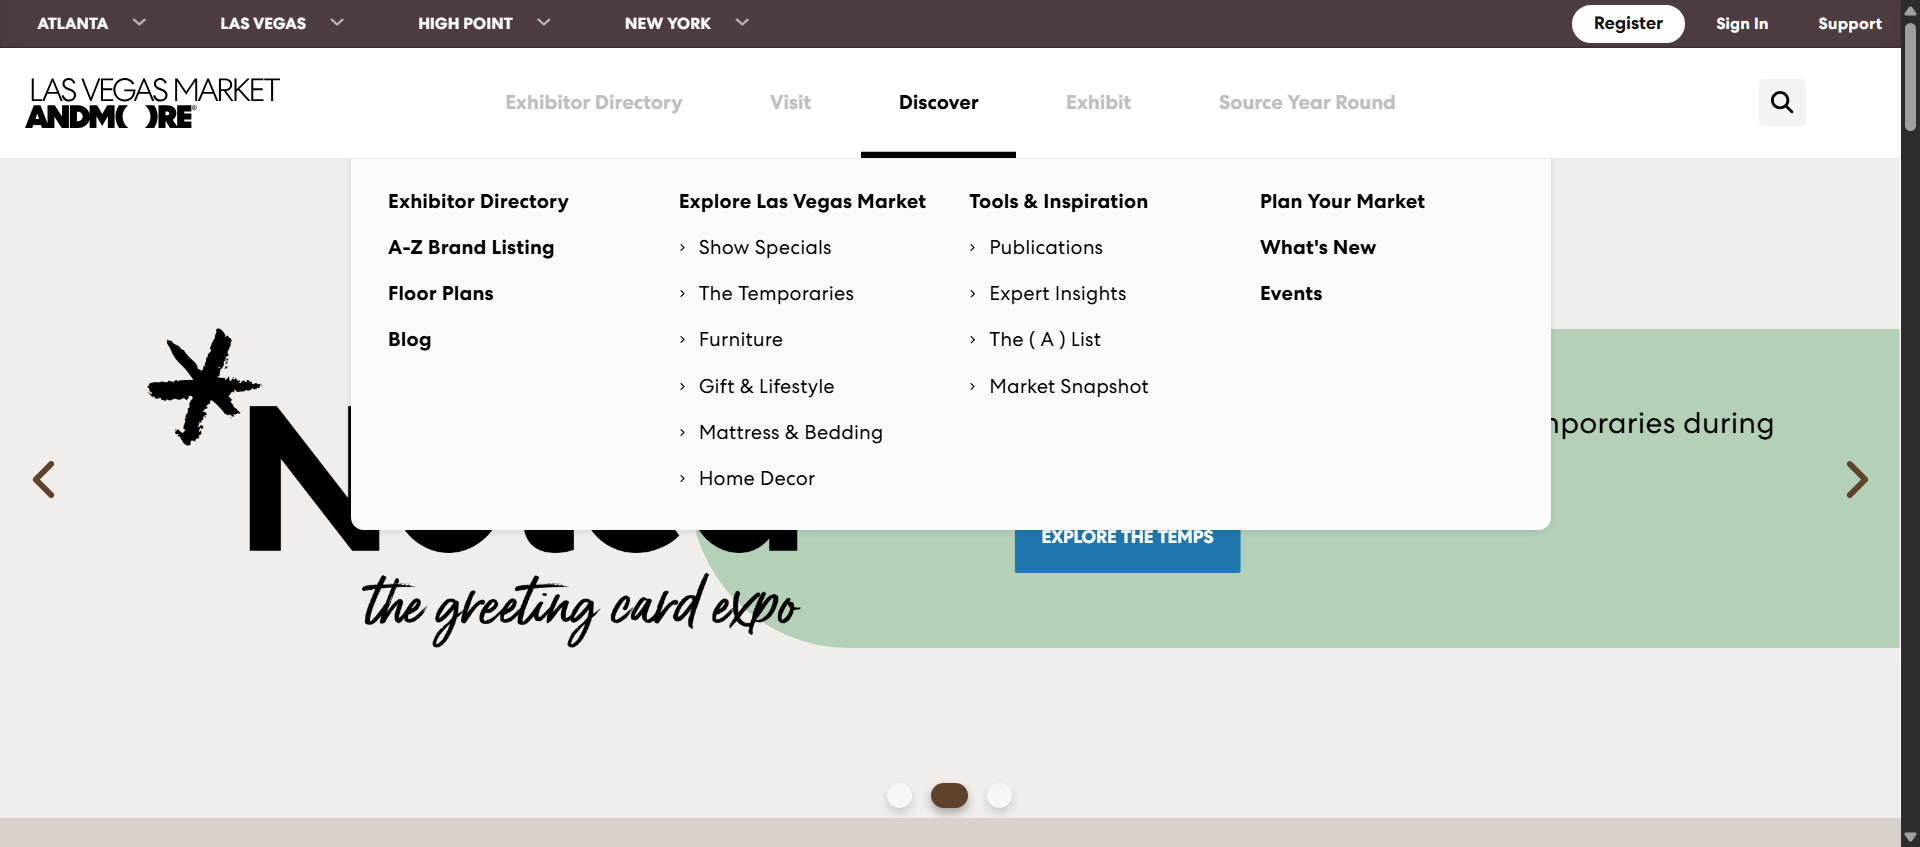 ATLANTA
LAS VEGAS
HIGH POINT
NEW YORK
Register
Sign In
Support
LAS VEGAS MARKET
ANDMORE®
Exhibitor Directory
Visit
Discover
Exhibit
Source Year Round
Exhibitor Directory
A-Z Brand Listing
Floor Plans
Blog
Explore Las Vegas Market
Show Specials
The Temporaries
Furniture
Gift & Lifestyle
Mattress & Bedding
Home Decor
Tools & Inspiration
Publications
Expert Insights
The ( A ) List
Market Snapshot
Plan Your Market
What's New
Events
during
EXPLORE THE TEMPS
the greeting card expo